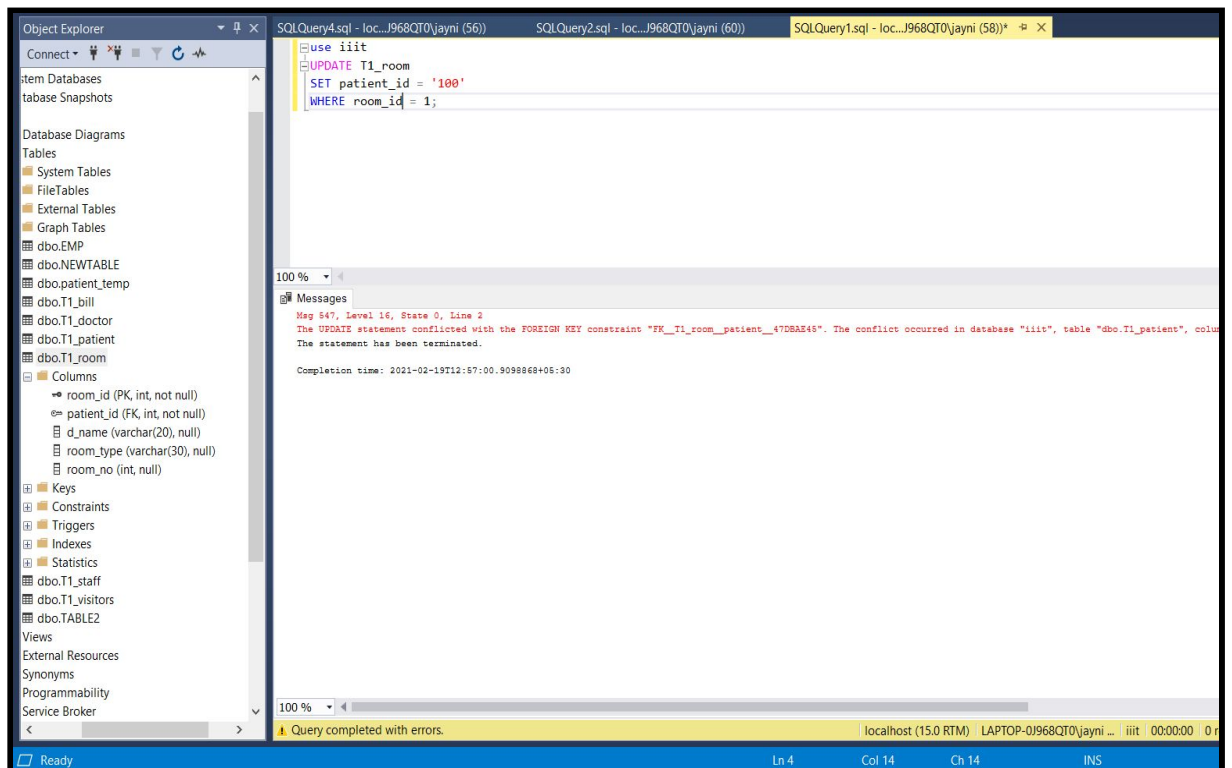 Object Explorer
Connect
stem Databases
tabase Snapshots
Database Diagrams
Tables
System Tables
FileTables
External Tables
Graph Tables
dbo.EMP
dbo.NEWTABLE
dbo.patient_temp
dbo.T1_bill
dbo.T1_doctor
dbo.T1_patient
dbo.T1_room
Columns
room_id (PK, int, not null)
patient_id (FK, int, not null)
d_name (varchar(20), null)
room_type (varchar(30), null)
room_no (int, null)
Keys
Constraints
Triggers
Indexes
Statistics
dbo.T1_staff
dbo.T1_visitors
dbo.TABLE2
Views
External Resources
Synonyms
Programmability
Service Broker
SQLQuery4.sql - loc...J968QT0\jayni (56))
SQLQuery2.sql - loc...J968QT0\jayni (60))
SQLQuery1.sql - loc...J968QT0\jayni (58))*
use iiit
UPDATE T1_room
SET patient_id = '100'
WHERE room_id = 1;
100 %
Messages
Msg 547, Level 16, State 0, Line 2
The UPDATE statement conflicted with the FOREIGN KEY constraint "FK__T1_room__patient__47DBAE45". The conflict occurred in database "iiit", table "dbo.T1_patient", colu
The statement has been terminated.
Completion time: 2021-02-19T12:57:00.9098868+05:30
100 %
Query completed with errors.
localhost (15.0 RTM)
LAPTOP-0J968QT0\jayni ...
iiit
00:00:00
0 r
Ready
Ln 4
Col 14
Ch 14
INS